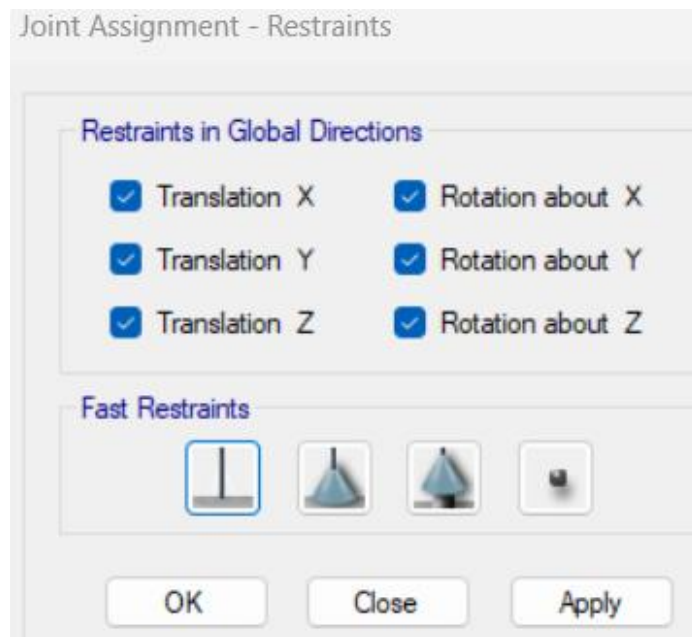 Joint Assignment - Restraints
Restraints in Global Directions
Translation X
Rotation about X
Translation Y
Rotation about Y
Translation Z
Rotation about Z
Fast Restraints
OK
Close
Apply